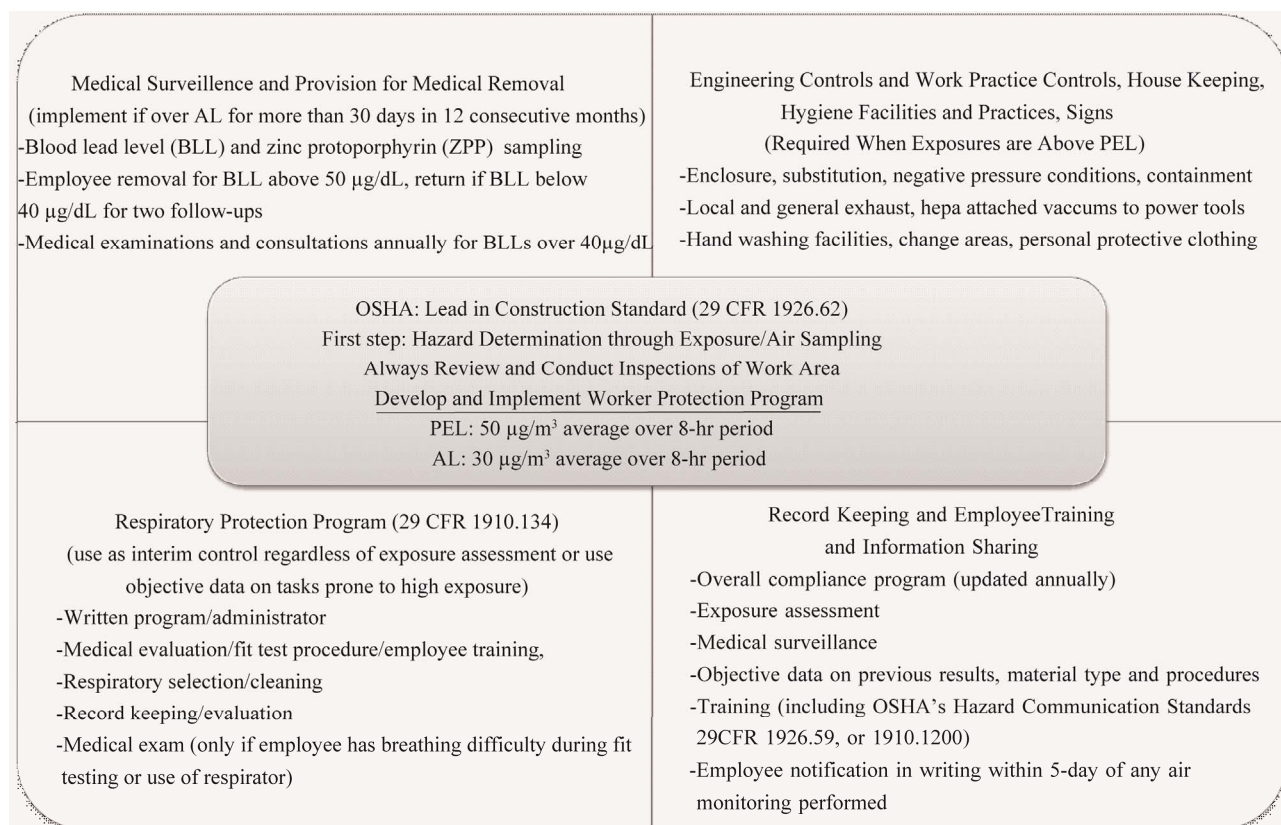 Medical Surveillence and Provision for Medical Removal
(implement if over AL for more than 30 days in 12 consecutive months)
-Blood lead level (BLL) and zinc protoporphyrin (ZPP) sampling
-Employee removal for BLL above 50 µg/dL, return if BLL below
40 µg/dL for two follow-ups
-Medical examinations and consultations annually for BLLs over 40µg/dL
Engineering Controls and Work Practice Controls, House Keeping,
Hygiene Facilities and Practices, Signs
(Required When Exposures are Above PEL)
-Enclosure, substitution, negative pressure conditions, containment
-Local and general exhaust, hepa attached vaccums to power tools
-Hand washing facilities, change areas, personal protective clothing
OSHA: Lead in Construction Standard (29 CFR 1926.62)
First step: Hazard Determination through Exposure/Air Sampling
Always Review and Conduct Inspections of Work Area
Develop and Implement Worker Protection Program
PEL: 50 µg/m³ average over 8-hr period
AL: 30 µg/m³ average over 8-hr period
Respiratory Protection Program (29 CFR 1910.134)
(use as interim control regardless of exposure assessment or use
objective data on tasks prone to high exposure)
-Written program/administrator
-Medical evaluation/fit test procedure/employee training,
-Respiratory selection/cleaning
-Record keeping/evaluation
-Medical exam (only if employee has breathing difficulty during fit
testing or use of respirator)
Record Keeping and EmployeeTraining
and Information Sharing
-Overall compliance program (updated annually)
-Exposure assessment
-Medical surveillance
-Objective data on previous results, material type and procedures
-Training (including OSHA's Hazard Communication Standards
29CFR 1926.59, or 1910.1200)
-Employee notification in writing within 5-day of any air
monitoring performed